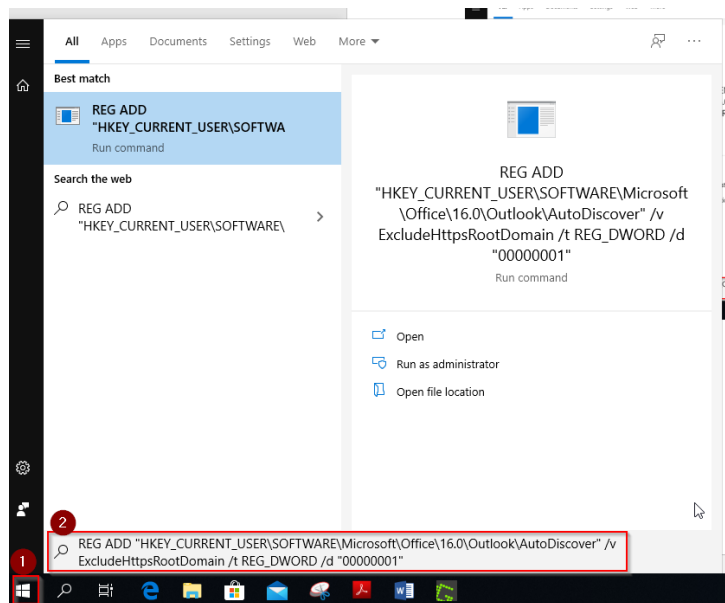 All Apps Documents Settings Web More
Best match
REG ADD
"HKEY_CURRENT_USER\SOFTWA
Run command
Search the web
REG ADD
"HKEY_CURRENT_USER\SOFTWARE\
REG ADD
"HKEY_CURRENT_USER\SOFTWARE\Microsoft
\Office\16.0\Outlook\AutoDiscover" /v
ExcludeHttpsRootDomain /t REG_DWORD /d
"00000001"
Run command
Open
Run as administrator
Open file location
2
REG ADD "HKEY_CURRENT_USER\SOFTWARE\Microsoft\Office\16.0\Outlook\AutoDiscover" /v
ExcludeHttpsRootDomain /t REG_DWORD /d "00000001"
1